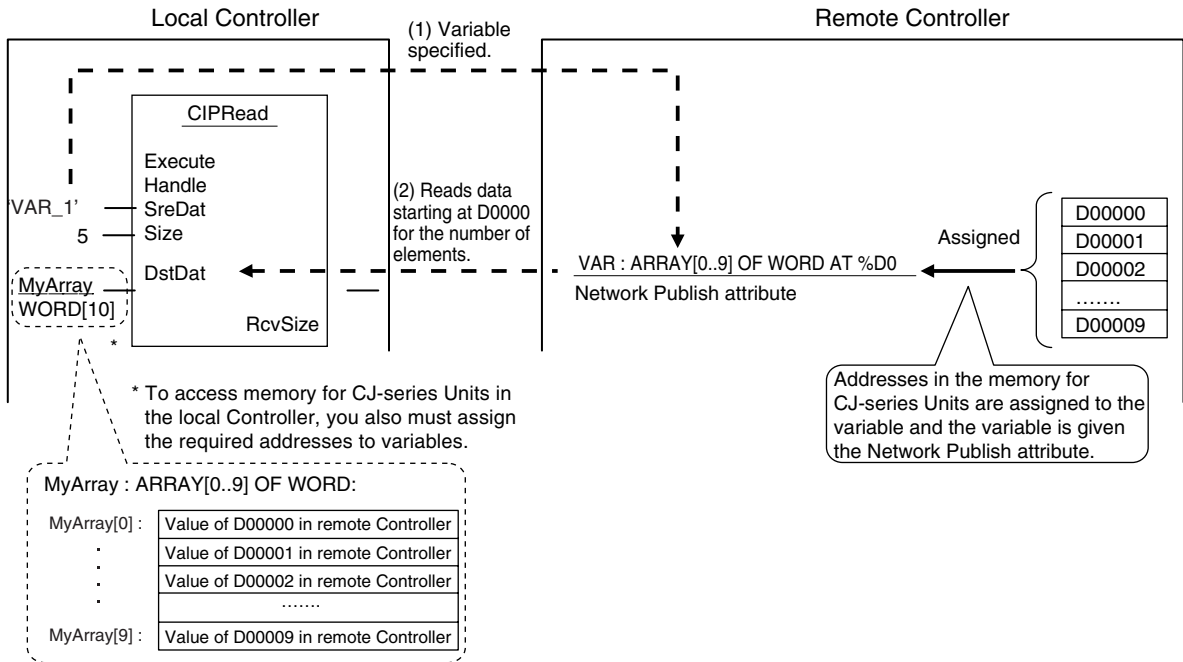 Local Controller
Remote Controller
(1) Variable
specified.
CIPRead
Execute
Handle
'VAR_1'
SreDat
5
Size
DstDat
MyArray
WORD[10]
RcvSize
*
(2) Reads data
starting at D0000
for the number of
elements.
VAR : ARRAY[0..9] OF WORD AT %D0
Network Publish attribute
Assigned
D00000
D00001
D00002
.......
D00009
Addresses in the memory for
CJ-series Units are assigned to the
variable and the variable is given
the Network Publish attribute.
* To access memory for CJ-series Units in
the local Controller, you also must assign
the required addresses to variables.
MyArray : ARRAY[0..9] OF WORD:
MyArray[0] :
Value of D00000 in remote Controller
Value of D00001 in remote Controller
Value of D00002 in remote Controller
.......
MyArray[9] :
Value of D00009 in remote Controller